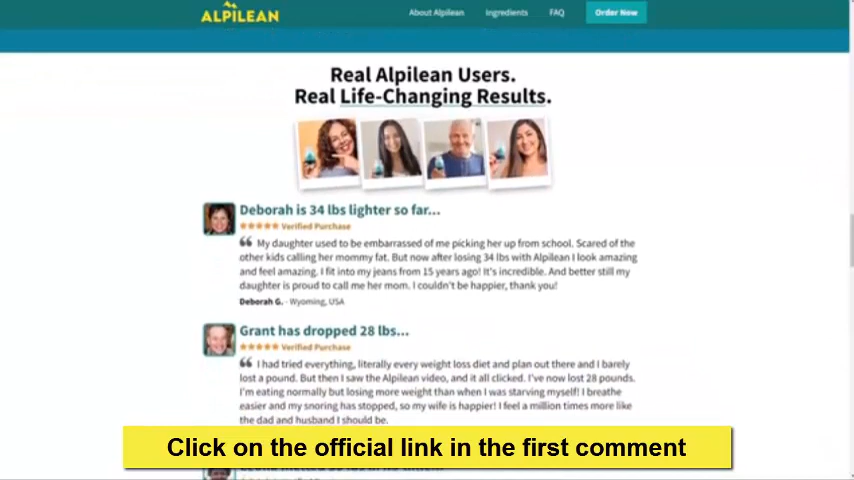 ALPILEAN
About Alpilean Ingredients FAQ Order Now
Real Alpilean Users.
Real Life-Changing Results.
Deborah is 34 lbs lighter so far...
★★★★★ Verified Purchase
“ My daughter used to be embarrassed of me picking her up from school. Scared of the
other kids calling her mommy fat. But now after losing 34 lbs with Alpilean I look amazing
and feel amazing. I fit into my jeans from 15 years ago! It's incredible. And better still my
daughter is proud to call me her mom. I couldn't be happier, thank you!
Deborah G. - Wyoming, USA
Grant has dropped 28 lbs...
★★★★★ Verified Purchase
“ I had tried everything, literally every weight loss diet and plan out there and I barely
lost a pound. But then I saw the Alpilean video, and it all clicked. I've now lost 28 pounds.
I'm eating normally but losing more weight than when I was starving myself! I breathe
easier and my snoring has stopped, so my wife is happier! I feel a million times more like
the dad and husband I should be.
Click on the official link in the first comment